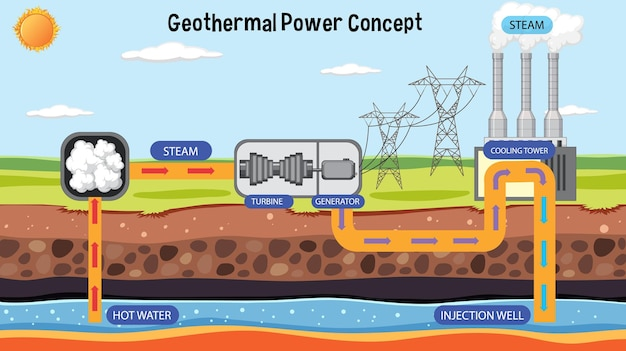 Geothermal Power Concept
STEAM
STEAM
COOLING TOWER
TURBINE
GENERATOR
HOT WATER
INJECTION WELL